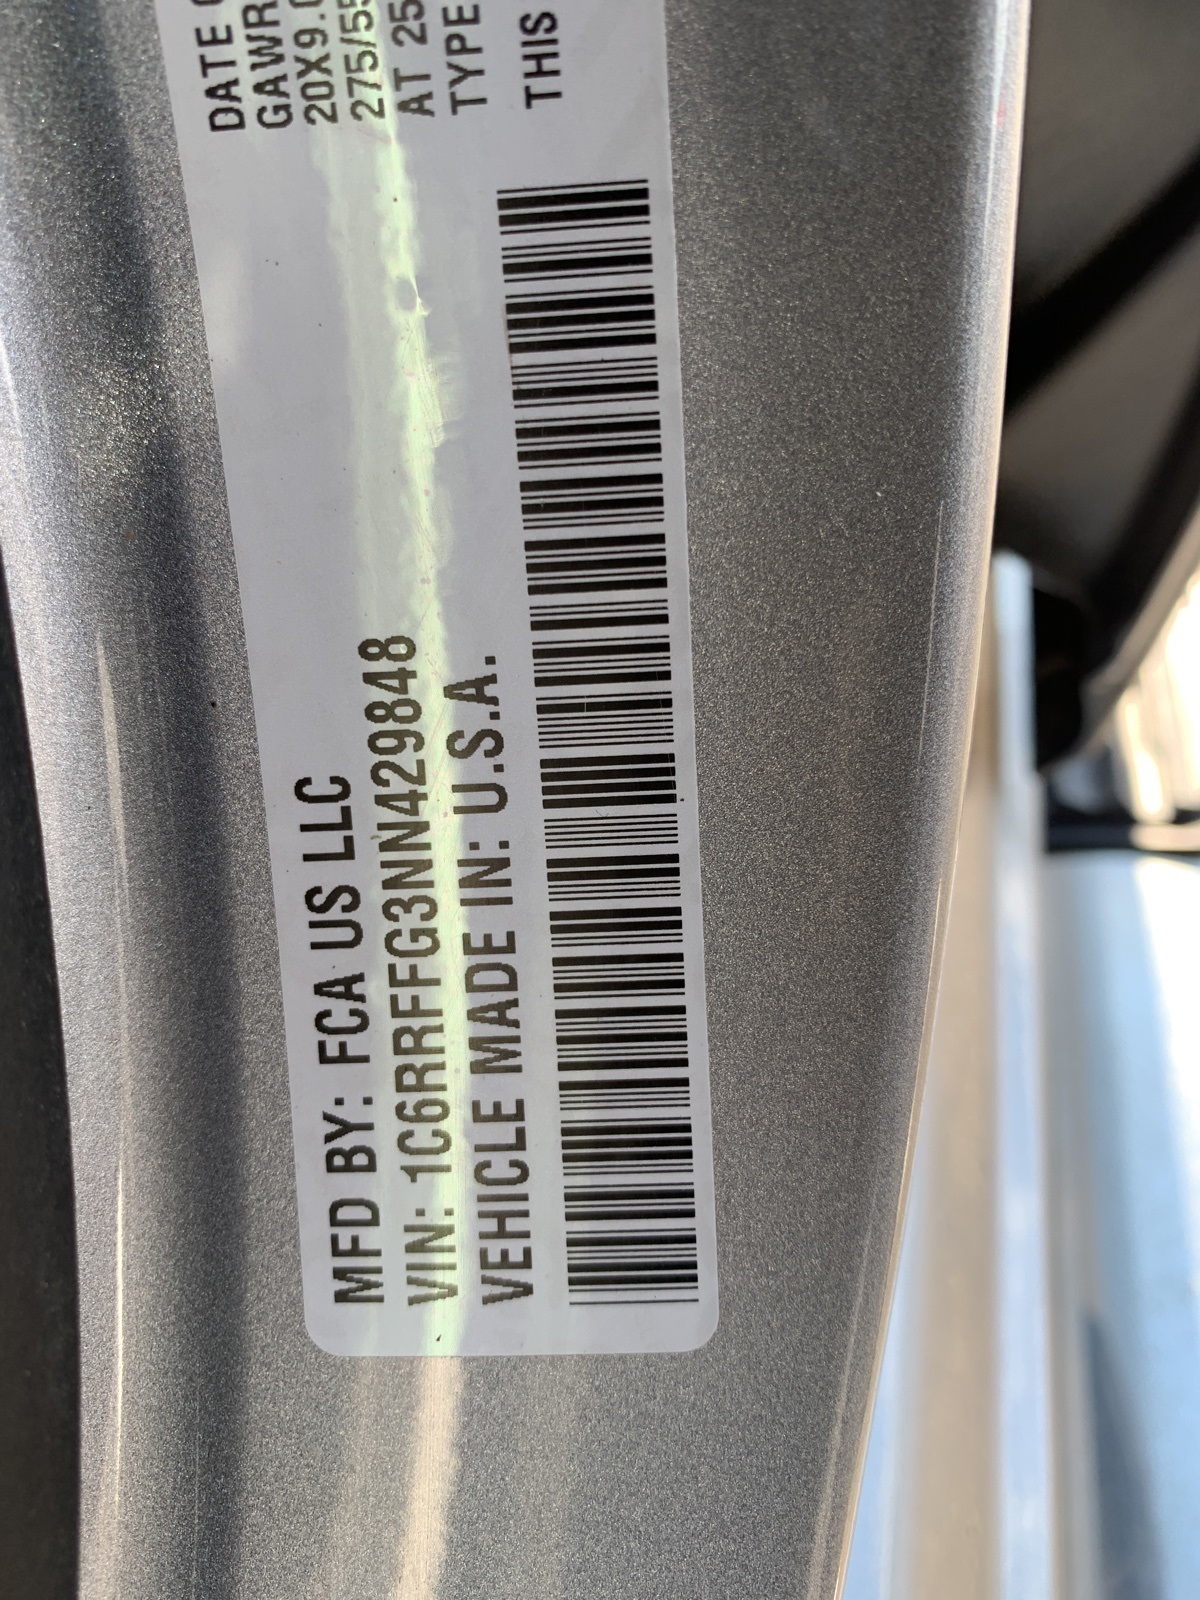 MFD BY: FCA US LLC
VIN: 1C6RRFFG3NN429848
VEHICLE MADE IN: U.S.A.
DATE
GAWR
20X9.0
275/55
AT 25
TYPE
THIS